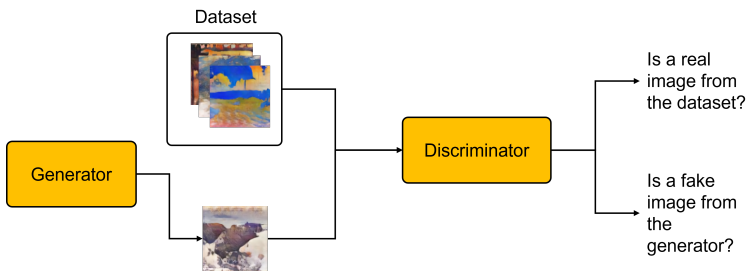 Dataset
Generator
Discriminator
Is a real
image from
the dataset?
Is a fake
image from
the
generator?